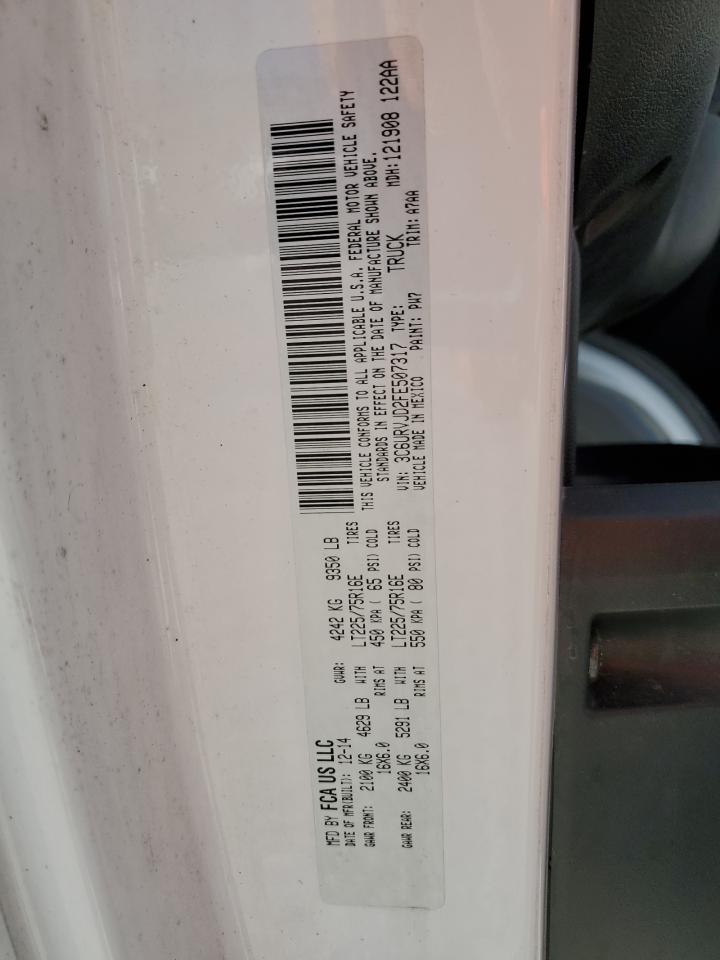 MFD BY FCA US LLC
DATE OF MFR(BUILT): 12-14 GVWR: 4242 KG 9350 LB
GAWR FRONT: 2100 KG 4629 LB WITH LT225/75R16E TIRES
16X6.0 RIMS AT 450 KPA ( 65 PSI) COLD
GAWR REAR: 2400 KG 5291 LB WITH LT225/75R16E TIRES
16X6.0 RIMS AT 550 KPA ( 80 PSI) COLD
THIS VEHICLE CONFORMS TO ALL APPLICABLE U.S.A. FEDERAL MOTOR VEHICLE SAFETY
STANDARDS IN EFFECT ON THE DATE OF MANUFACTURE SHOWN ABOVE.
VIN: 3C6URVJD2FE507317 TYPE: TRUCK MDH:121908 122AA
VEHICLE MADE IN MEXICO PAINT: PW7 TRIM: A7AA